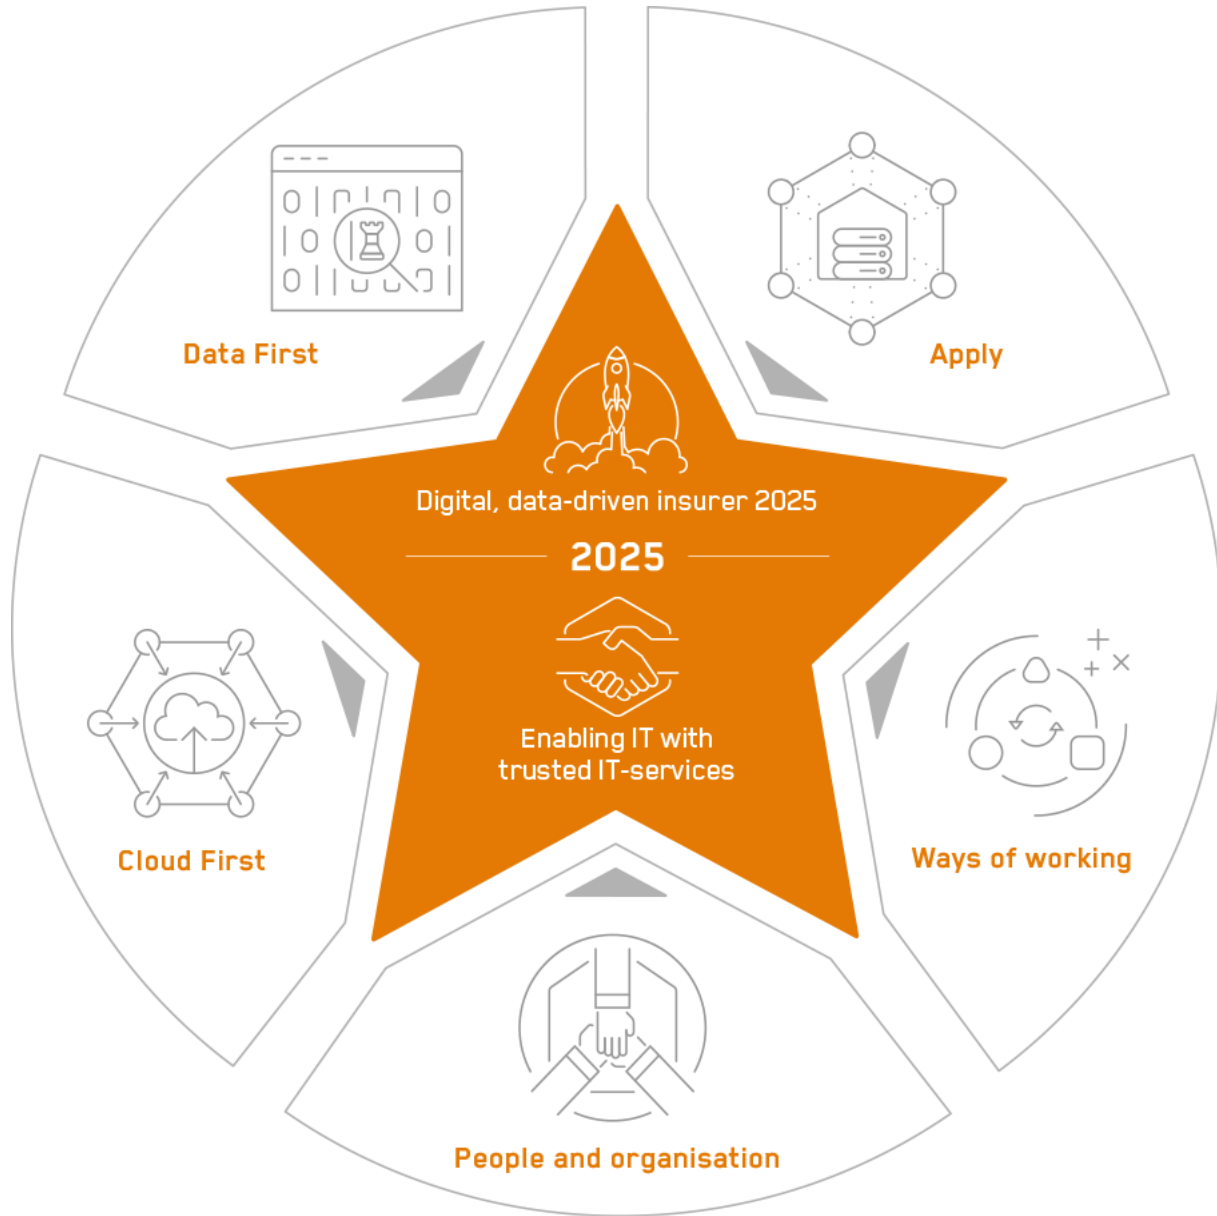 Data First
Apply
Digital, data-driven insurer 2025
2025
Enabling IT with
trusted IT-services
Cloud First
Ways of working
People and organisation